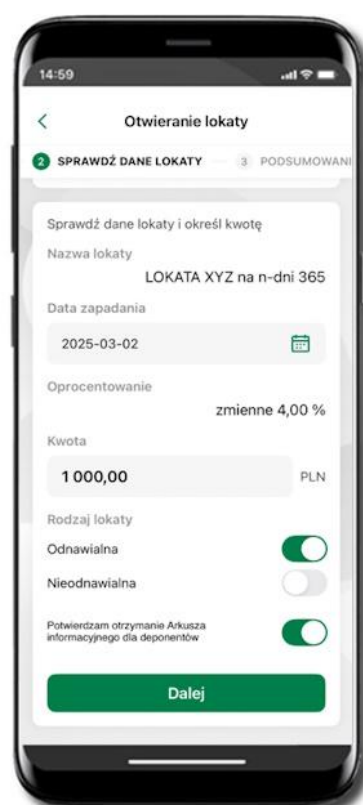 14:59
Otwieranie lokaty
2 SPRAWDŹ DANE LOKATY 3 PODSUMOWANI
Sprawdź dane lokaty i określ kwotę
Nazwa lokaty
LOKATA XYZ na n-dni 365
Data zapadania
2025-03-02
Oprocentowanie
zmienne 4,00 %
Kwota
1 000,00 PLN
Rodzaj lokaty
Odnawialna
Nieodnawialna
Potwierdzam otrzymanie Arkusza
informacyjnego dla deponentów
Dalej